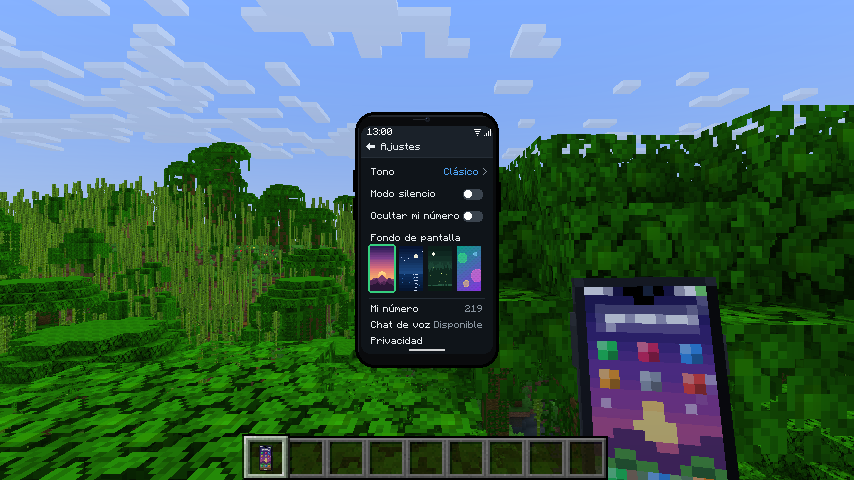 13:00
Ajustes
Tono Clásico
Modo silencio
Ocultar mi número
Fondo de pantalla
Mi número 219
Chat de voz Disponible
Privacidad